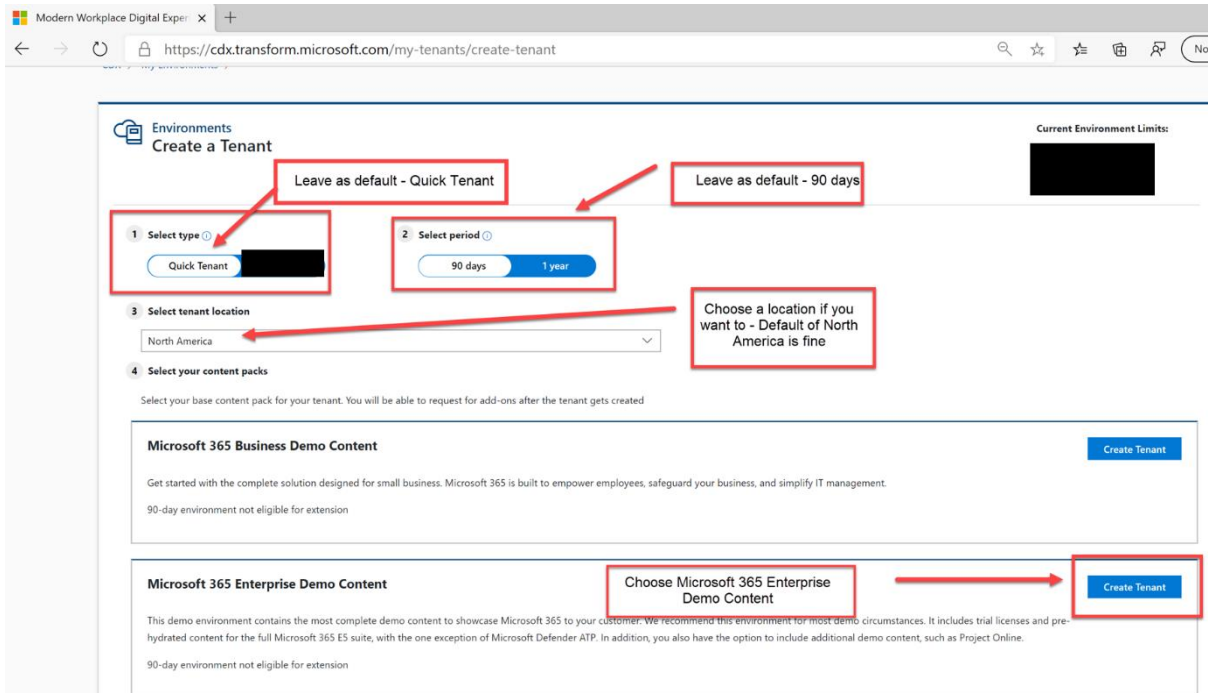 Modern Workplace Digital Exper
https://cdx.transform.microsoft.com/my-tenants/create-tenant
No
Environments
Create a Tenant
Current Environment Limits:
Leave as default - Quick Tenant
Leave as default - 90 days
1 Select type
2 Select period
Quick Tenant
90 days
1 year
3 Select tenant location
North America
Choose a location if you
want to - Default of North
America is fine
4 Select your content packs
Select your base content pack for your tenant. You will be able to request for add-ons after the tenant gets created
Microsoft 365 Business Demo Content
Create Tenant
Get started with the complete solution designed for small business. Microsoft 365 is built to empower employees, safeguard your business, and simplify IT management.
90-day environment not eligible for extension
Microsoft 365 Enterprise Demo Content
Choose Microsoft 365 Enterprise
Demo Content
Create Tenant
This demo environment contains the most complete demo content to showcase Microsoft 365 to your customer. We recommend this environment for most demo circumstances. It includes trial licenses and pre-
hydrated content for the full Microsoft 365 E5 suite, with the one exception of Microsoft Defender ATP. In addition, you also have the option to include additional demo content, such as Project Online.
90-day environment not eligible for extension